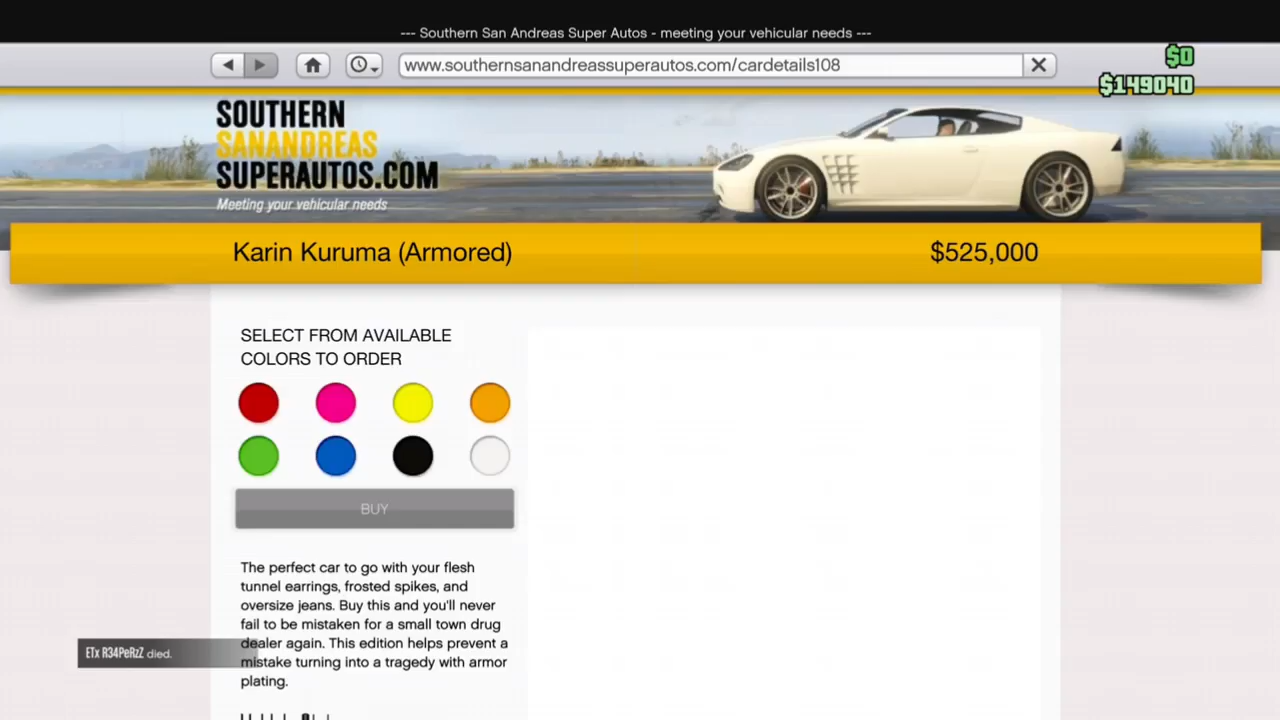 --- Southern San Andreas Super Autos - meeting your vehicular needs ---
www.southernsanandreassuperautos.com/cardetails108
$0
$149040
SOUTHERN
SANANDREAS
SUPERAUTOS.COM
Meeting your vehicular needs
Karin Kuruma (Armored) $525,000
SELECT FROM AVAILABLE
COLORS TO ORDER
BUY
The perfect car to go with your flesh
tunnel earrings, frosted spikes, and
oversize jeans. Buy this and you'll never
fail to be mistaken for a small town drug
dealer again. This edition helps prevent a
mistake turning into a tragedy with armor
plating.
ETx R34PeRzZ died.